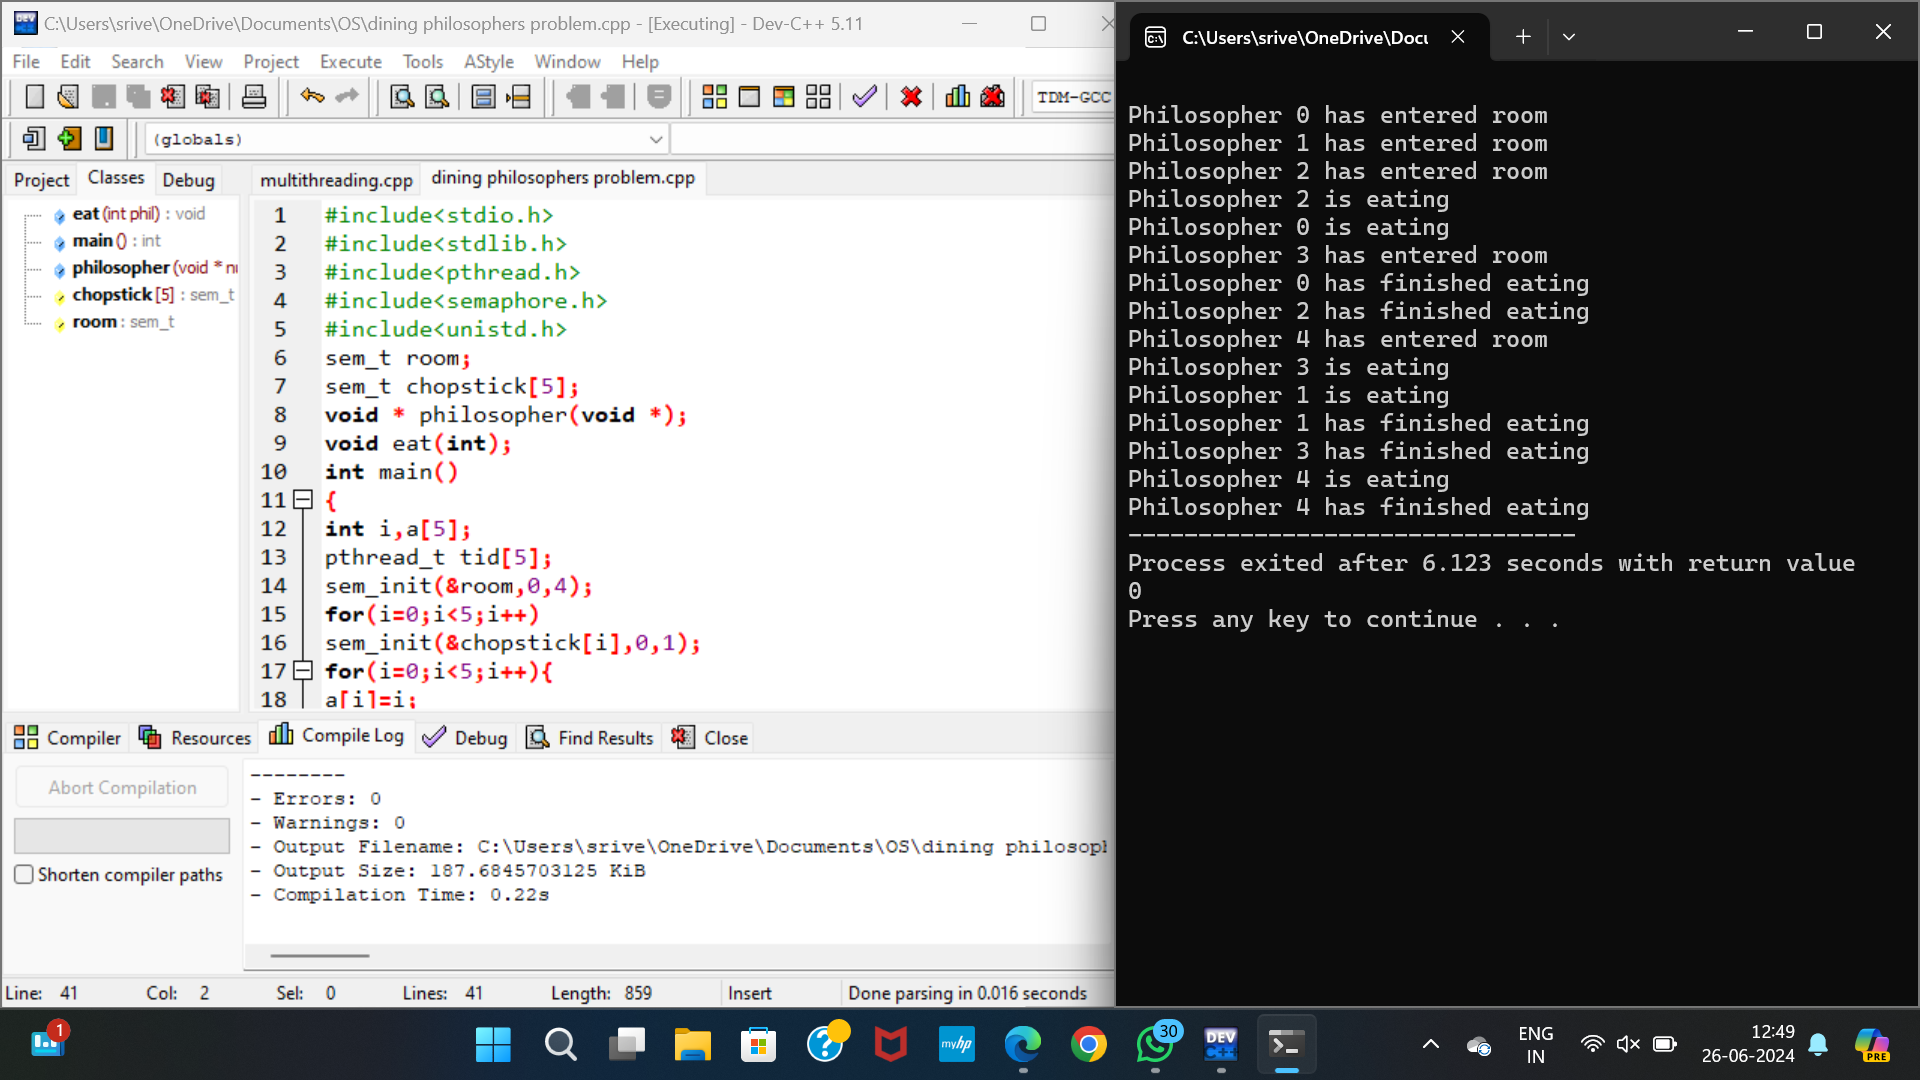 C:\Users\srive\OneDrive\Documents\OS\dining philosophers problem.cpp - [Executing] - Dev-C++ 5.11
File Edit Search View Project Execute Tools AStyle Window Help
TDM-GCC
(globals)
Project Classes Debug
multithreading.cpp dining philosophers problem.cpp
eat (int phil) : void
main () : int
philosopher (void * nu
chopstick [5] : sem_t
room : sem_t
1 #include<stdio.h>
2 #include<stdlib.h>
3 #include<pthread.h>
4 #include<semaphore.h>
5 #include<unistd.h>
6 sem_t room;
7 sem_t chopstick[5];
8 void * philosopher(void *);
9 void eat(int);
10 int main()
11 {
12 int i,a[5];
13 pthread_t tid[5];
14 sem_init(&room,0,4);
15 for(i=0;i<5;i++)
16 sem_init(&chopstick[i],0,1);
17 for(i=0;i<5;i++){
18 a[i]=i;
Compiler Resources Compile Log Debug Find Results Close
Abort Compilation
Shorten compiler paths
--------
- Errors: 0
- Warnings: 0
- Output Filename: C:\Users\srive\OneDrive\Documents\OS\dining philosoph
- Output Size: 187.6845703125 KiB
- Compilation Time: 0.22s
Line: 41 Col: 2 Sel: 0 Lines: 41 Length: 859 Insert Done parsing in 0.016 seconds
C:\Users\srive\OneDrive\Docu
Philosopher 0 has entered room
Philosopher 1 has entered room
Philosopher 2 has entered room
Philosopher 2 is eating
Philosopher 0 is eating
Philosopher 3 has entered room
Philosopher 0 has finished eating
Philosopher 2 has finished eating
Philosopher 4 has entered room
Philosopher 3 is eating
Philosopher 1 is eating
Philosopher 1 has finished eating
Philosopher 3 has finished eating
Philosopher 4 is eating
Philosopher 4 has finished eating
--------------------------------
Process exited after 6.123 seconds with return value
0
Press any key to continue . . .
1
myhp
30
DEV
C++
ENG
IN
12:49
26-06-2024
PRE